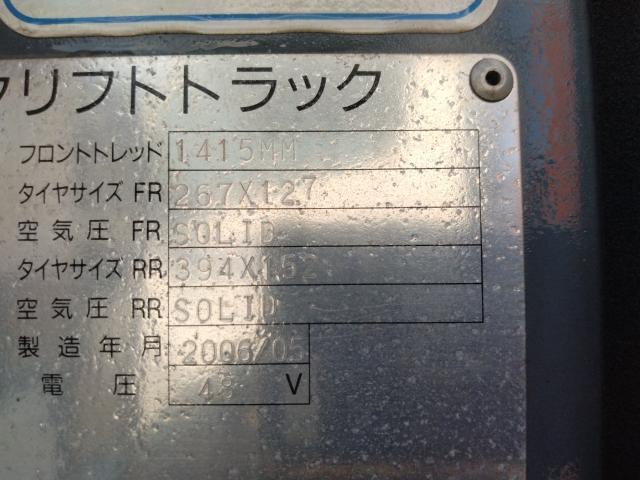 リフトトラック
フロントトレッド 1415MM
タイヤサイズ FR 267X127
空気圧 FR SOLID
タイヤサイズ RR 394X152
空気圧 RR SOLID
製造年月 2006/05
電圧 48 V